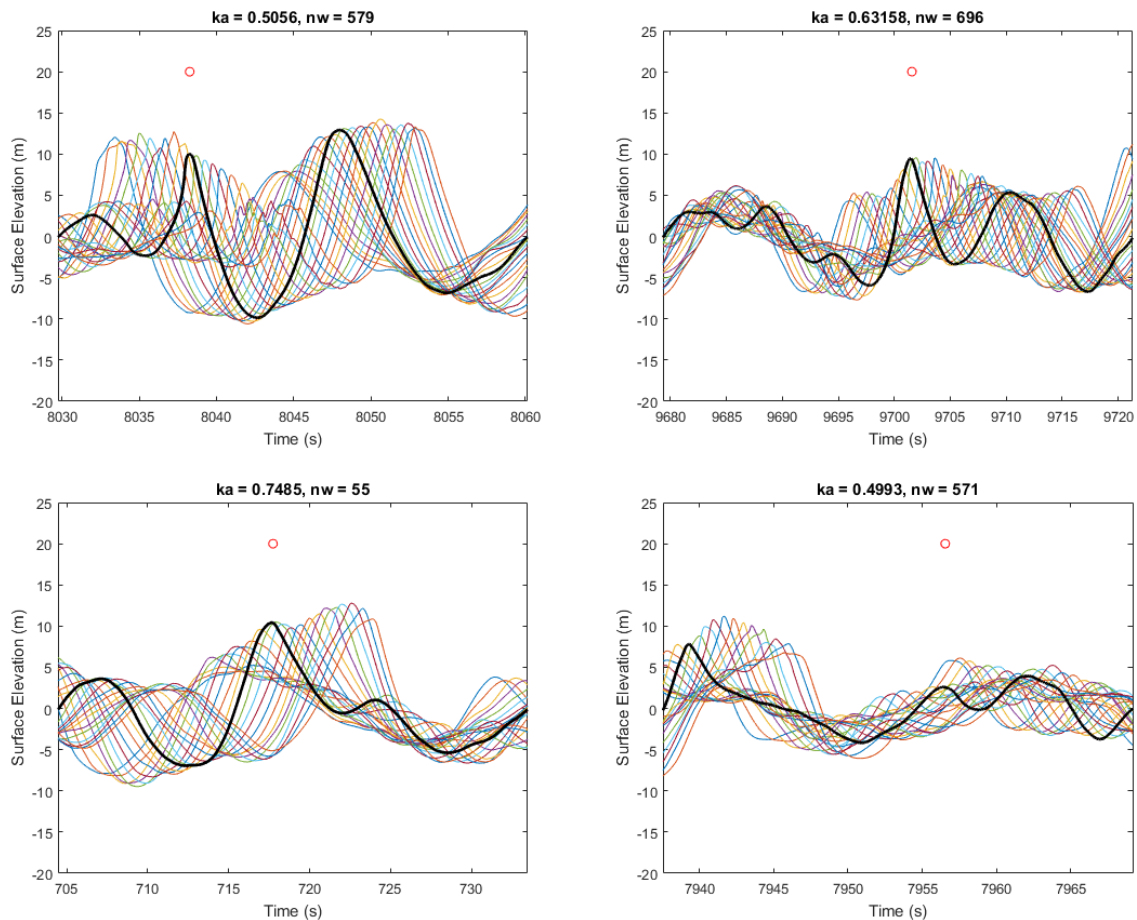 ka = 0.5056, nw = 579
25
20
15
10
5
0
-5
-10
-15
-20
Surface Elevation (m)
8030 8035 8040 8045 8050 8055 8060
Time (s)
ka = 0.63158, nw = 696
25
20
15
10
5
0
-5
-10
-15
-20
Surface Elevation (m)
9680 9685 9690 9695 9700 9705 9710 9715 9720
Time (s)
ka = 0.7485, nw = 55
25
20
15
10
5
0
-5
-10
-15
-20
Surface Elevation (m)
705 710 715 720 725 730
Time (s)
ka = 0.4993, nw = 571
25
20
15
10
5
0
-5
-10
-15
-20
Surface Elevation (m)
7940 7945 7950 7955 7960 7965
Time (s)